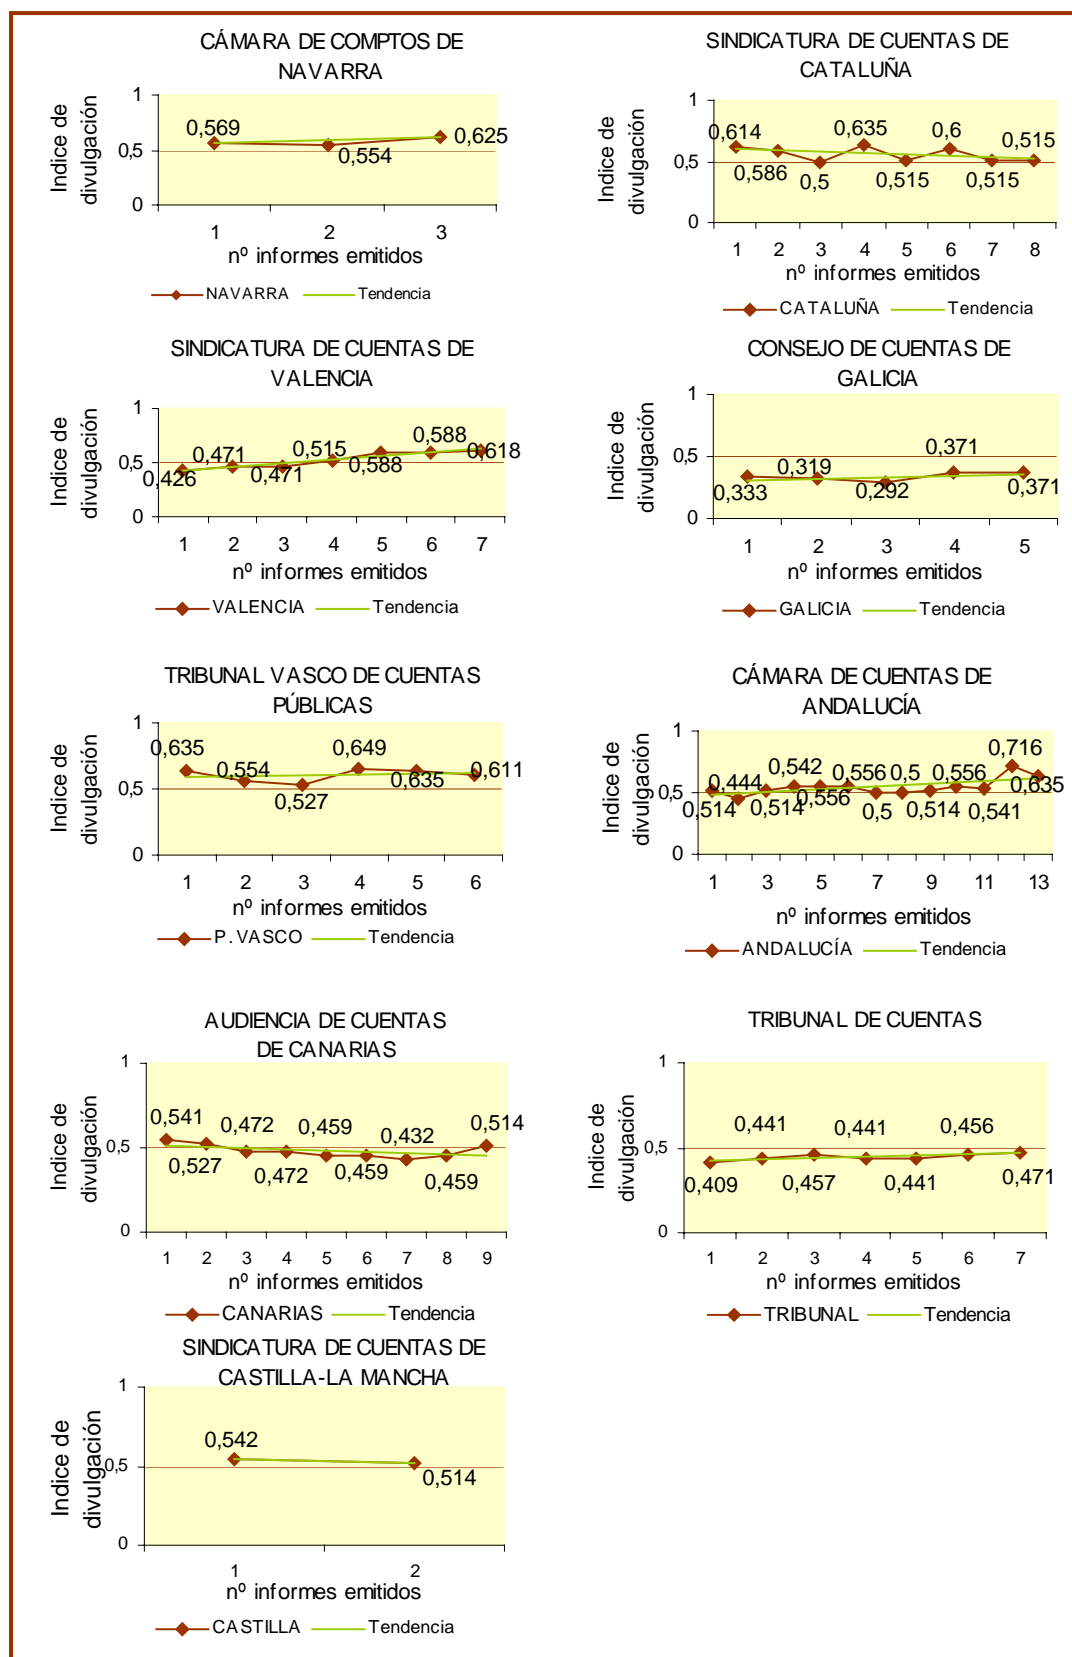 CÁMARA DE COMPTOS DE
NAVARRA
Indice de
divulgación
1
0,5
0
0,569
0,554
0,625
1 2 3
nº informes emitidos
NAVARRA Tendencia
SINDICATURA DE CUENTAS DE
CATALUÑA
Indice de
divulgación
1
0,5
0
0,614
0,586
0,5
0,635
0,515
0,6
0,515
0,515
1 2 3 4 5 6 7 8
nº informes emitidos
CATALUÑA Tendencia
SINDICATURA DE CUENTAS DE
VALENCIA
Indice de
divulgación
1
0,5
0
0,426
0,471
0,471
0,515
0,588
0,588
0,618
1 2 3 4 5 6 7
nº informes emitidos
VALENCIA Tendencia
CONSEJO DE CUENTAS DE
GALICIA
Indice de
divulgación
1
0,5
0
0,333
0,319
0,292
0,371
0,371
1 2 3 4 5
nº informes emitidos
GALICIA Tendencia
TRIBUNAL VASCO DE CUENTAS
PÚBLICAS
Indice de
divulgación
1
0,5
0
0,635
0,554
0,527
0,649
0,635
0,611
1 2 3 4 5 6
nº informes emitidos
P. VASCO Tendencia
CÁMARA DE CUENTAS DE
ANDALUCÍA
Indice de
divulgación
1
0,5
0
0,514
0,444
0,514
0,542
0,556
0,556
0,5
0,5
0,514
0,556
0,541
0,716
0,635
1 3 5 7 9 11 13
nº informes emitidos
ANDALUCÍA Tendencia
AUDIENCIA DE CUENTAS
DE CANARIAS
Indice de
divulgación
1
0,5
0
0,541
0,527
0,472
0,472
0,459
0,459
0,432
0,459
0,514
1 2 3 4 5 6 7 8 9
nº informes emitidos
CANARIAS Tendencia
TRIBUNAL DE CUENTAS
Indice de
divulgación
1
0,5
0
0,409
0,441
0,457
0,441
0,441
0,456
0,471
1 2 3 4 5 6 7
nº informes emitidos
TRIBUNAL Tendencia
SINDICATURA DE CUENTAS DE
CASTILLA-LA MANCHA
Indice de
divulgación
1
0,5
0
0,542
0,514
1 2
nº informes emitidos
CASTILLA Tendencia